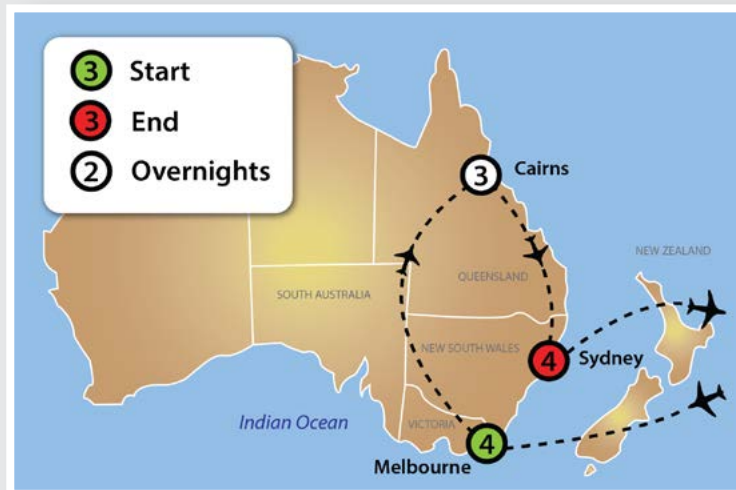 3 Start
3 End
2 Overnights
3 Cairns
NEW ZEALAND
QUEENSLAND
SOUTH AUSTRALIA
NEW SOUTH WALES
4 Sydney
Indian Ocean
VICTORIA
4
Melbourne